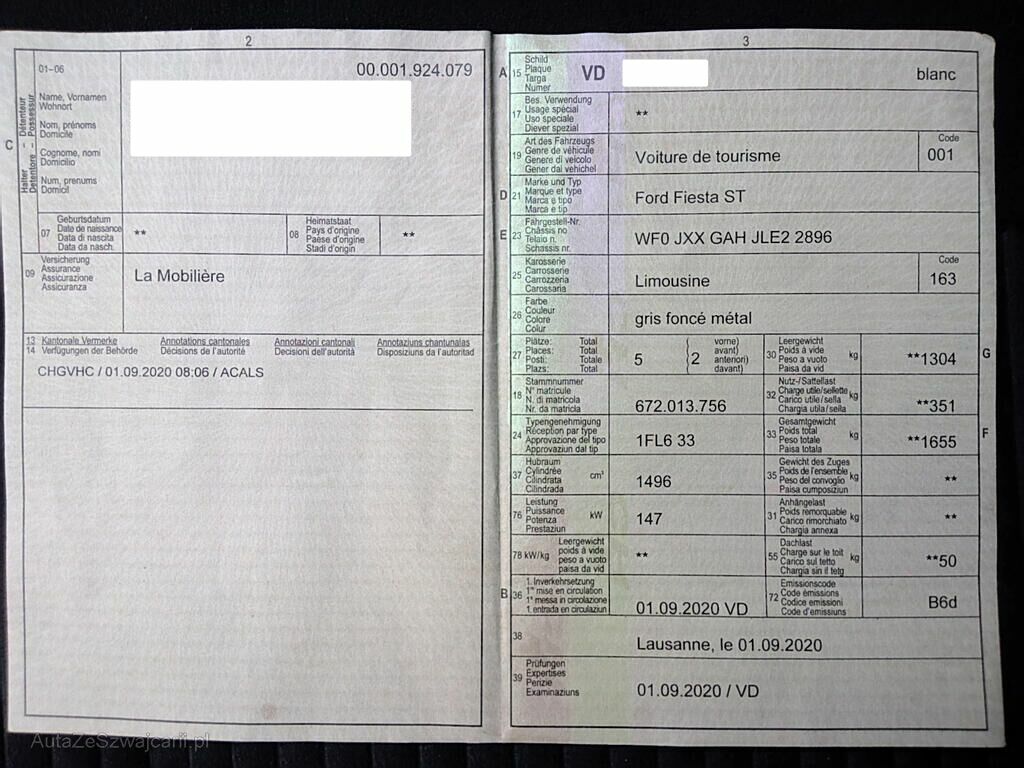 2
01-06
00.001.924.079
C
Halter - Détenteur
Detentore - Possessur
Name, Vornamen
Wohnort
Nom, prénoms
Domicile
Cognome, nomi
Domicilio
Num, prenums
Domicil
07
Geburtsdatum
Date de naissance
Data di nascita
Data da nasch.
**
08
Heimatstaat
Pays d'origine
Paese d'origine
Stadi d'origin
**
09
Versicherung
Assurance
Assicurazione
Assicuranza
La Mobilière
13 Kantonale Vermerke Annotations cantonales Annotazioni cantonali Annotaziuns chantunalas
14 Verfügungen der Behörde Décisions de l'autorité Decisioni dell'autorità Disposiziuns da l'autoritad
CHGVHC / 01.09.2020 08:06 / ACALS
AutaZeSzwajcarii.pl
3
A
15
Schild
Plaque
Targa
Numer
VD
blanc
17
Bes. Verwendung
Usage spécial
Uso speciale
Diever spezial
**
19
Art des Fahrzeugs
Genre de véhicule
Genere di veicolo
Gener dal vehichel
Voiture de tourisme
Code
001
D
21
Marke und Typ
Marque et type
Marca e tipo
Marca e tip
Ford Fiesta ST
E
23
Fahrgestell-Nr.
Châssis no
Telaio n.
Schassis nr.
WF0 JXX GAH JLE2 2896
25
Karosserie
Carrosserie
Carrozzeria
Carossaria
Limousine
Code
163
26
Farbe
Couleur
Colore
Colur
gris foncé métal
27
Plätze: Total
Places: Total
Posti: Totale
Plazs: Total
5
2
vorne)
avant)
anteriori)
davant)
30
Leergewicht
Poids à vide
Peso a vuoto
Paisa da vid
kg
**1304
G
18
Stammnummer
N° matricule
N. di matricola
Nr. da matricla
672.013.756
32
Nutz-/Sattellast
Charge utile/sellette
Carico utile/sella
Chargia utila/sella
kg
**351
24
Typengenehmigung
Réception par type
Approvazione del tipo
Approvaziun dal tip
1FL6 33
33
Gesamtgewicht
Poids total
Peso totale
Paisa totala
kg
**1655
F
37
Hubraum
Cylindrée
Cilindrata
Cilindrada
cm³
1496
35
Gewicht des Zuges
Poids de l'ensemble
Peso del convoglio
Paisa cumposiziun
kg
**
76
Leistung
Puissance
Potenza
Prestaziun
kW
147
31
Anhängelast
Poids remorquable
Carico rimorchiato
Chargia annexa
kg
**
78 kW/kg
Leergewicht
poids à vide
peso a vuoto
paisa da vid
**
55
Dachlast
Charge sur le toit
Carico sul tetto
Chargia sin il tetg
kg
**50
B
36
1. Inverkehrsetzung
1re mise en circulation
1a messa in circolazione
1. entrada en circulaziun
01.09.2020 VD
72
Emissionscode
Code émissions
Codice emissioni
Code d'emissiuns
B6d
38
Lausanne, le 01.09.2020
39
Prüfungen
Expertises
Perizie
Examinaziuns
01.09.2020 / VD